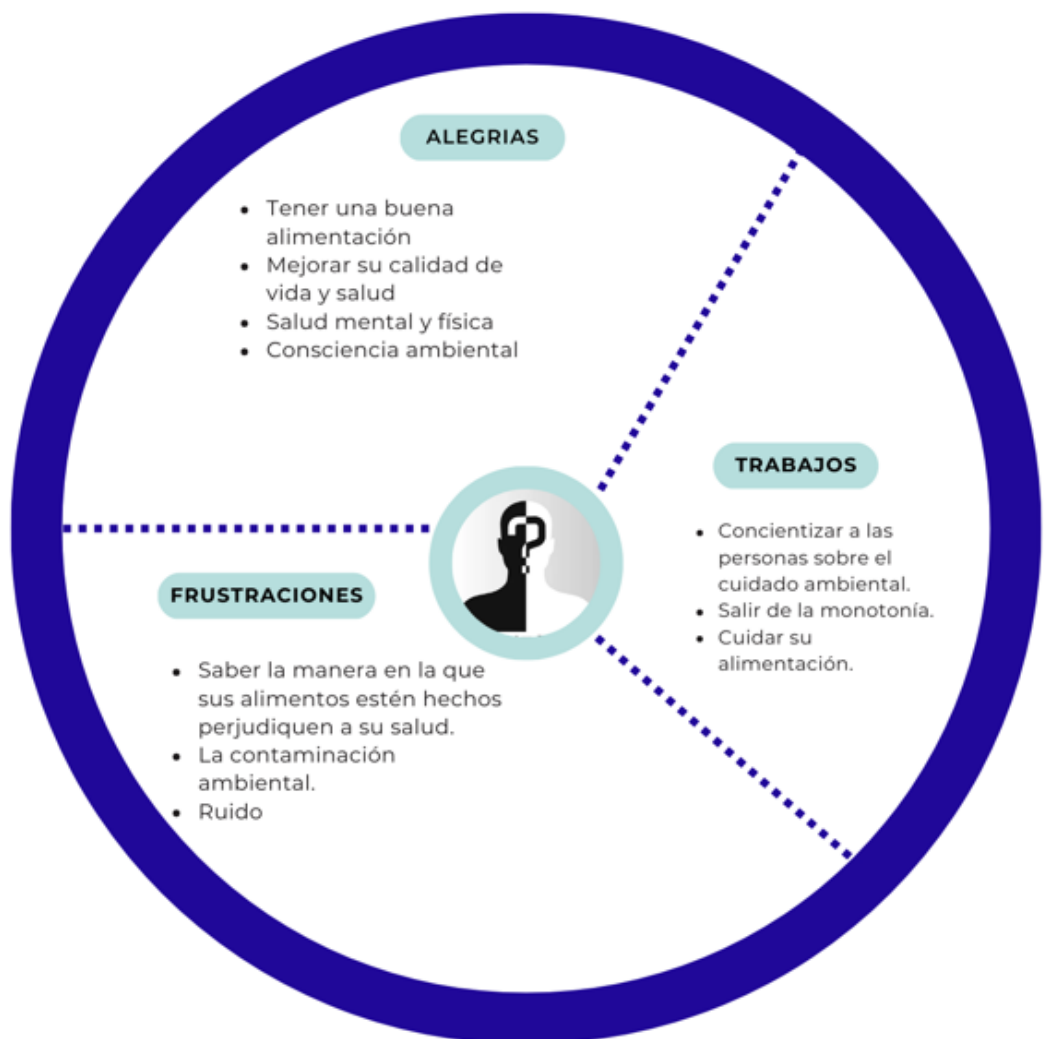 ALEGRIAS
• Tener una buena
alimentación
• Mejorar su calidad de
vida y salud
• Salud mental y física
• Consciencia ambiental
TRABAJOS
• Concientizar a las
personas sobre el
cuidado ambiental.
• Salir de la monotonía.
• Cuidar su
alimentación.
FRUSTRACIONES
• Saber la manera en la que
sus alimentos estén hechos
perjudiquen a su salud.
• La contaminación
ambiental.
• Ruido